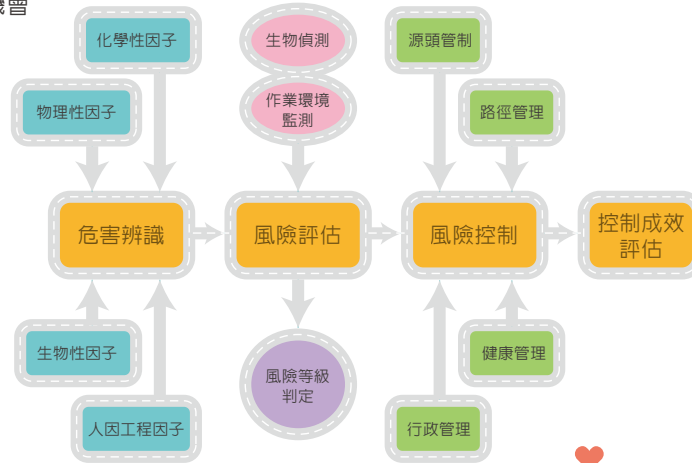 化學性因子
生物偵測
源頭管制
物理性因子
作業環境
監測
路徑管理
危害辨識
風險評估
風險控制
控制成效
評估
生物性因子
風險等級
判定
健康管理
人因工程因子
行政管理